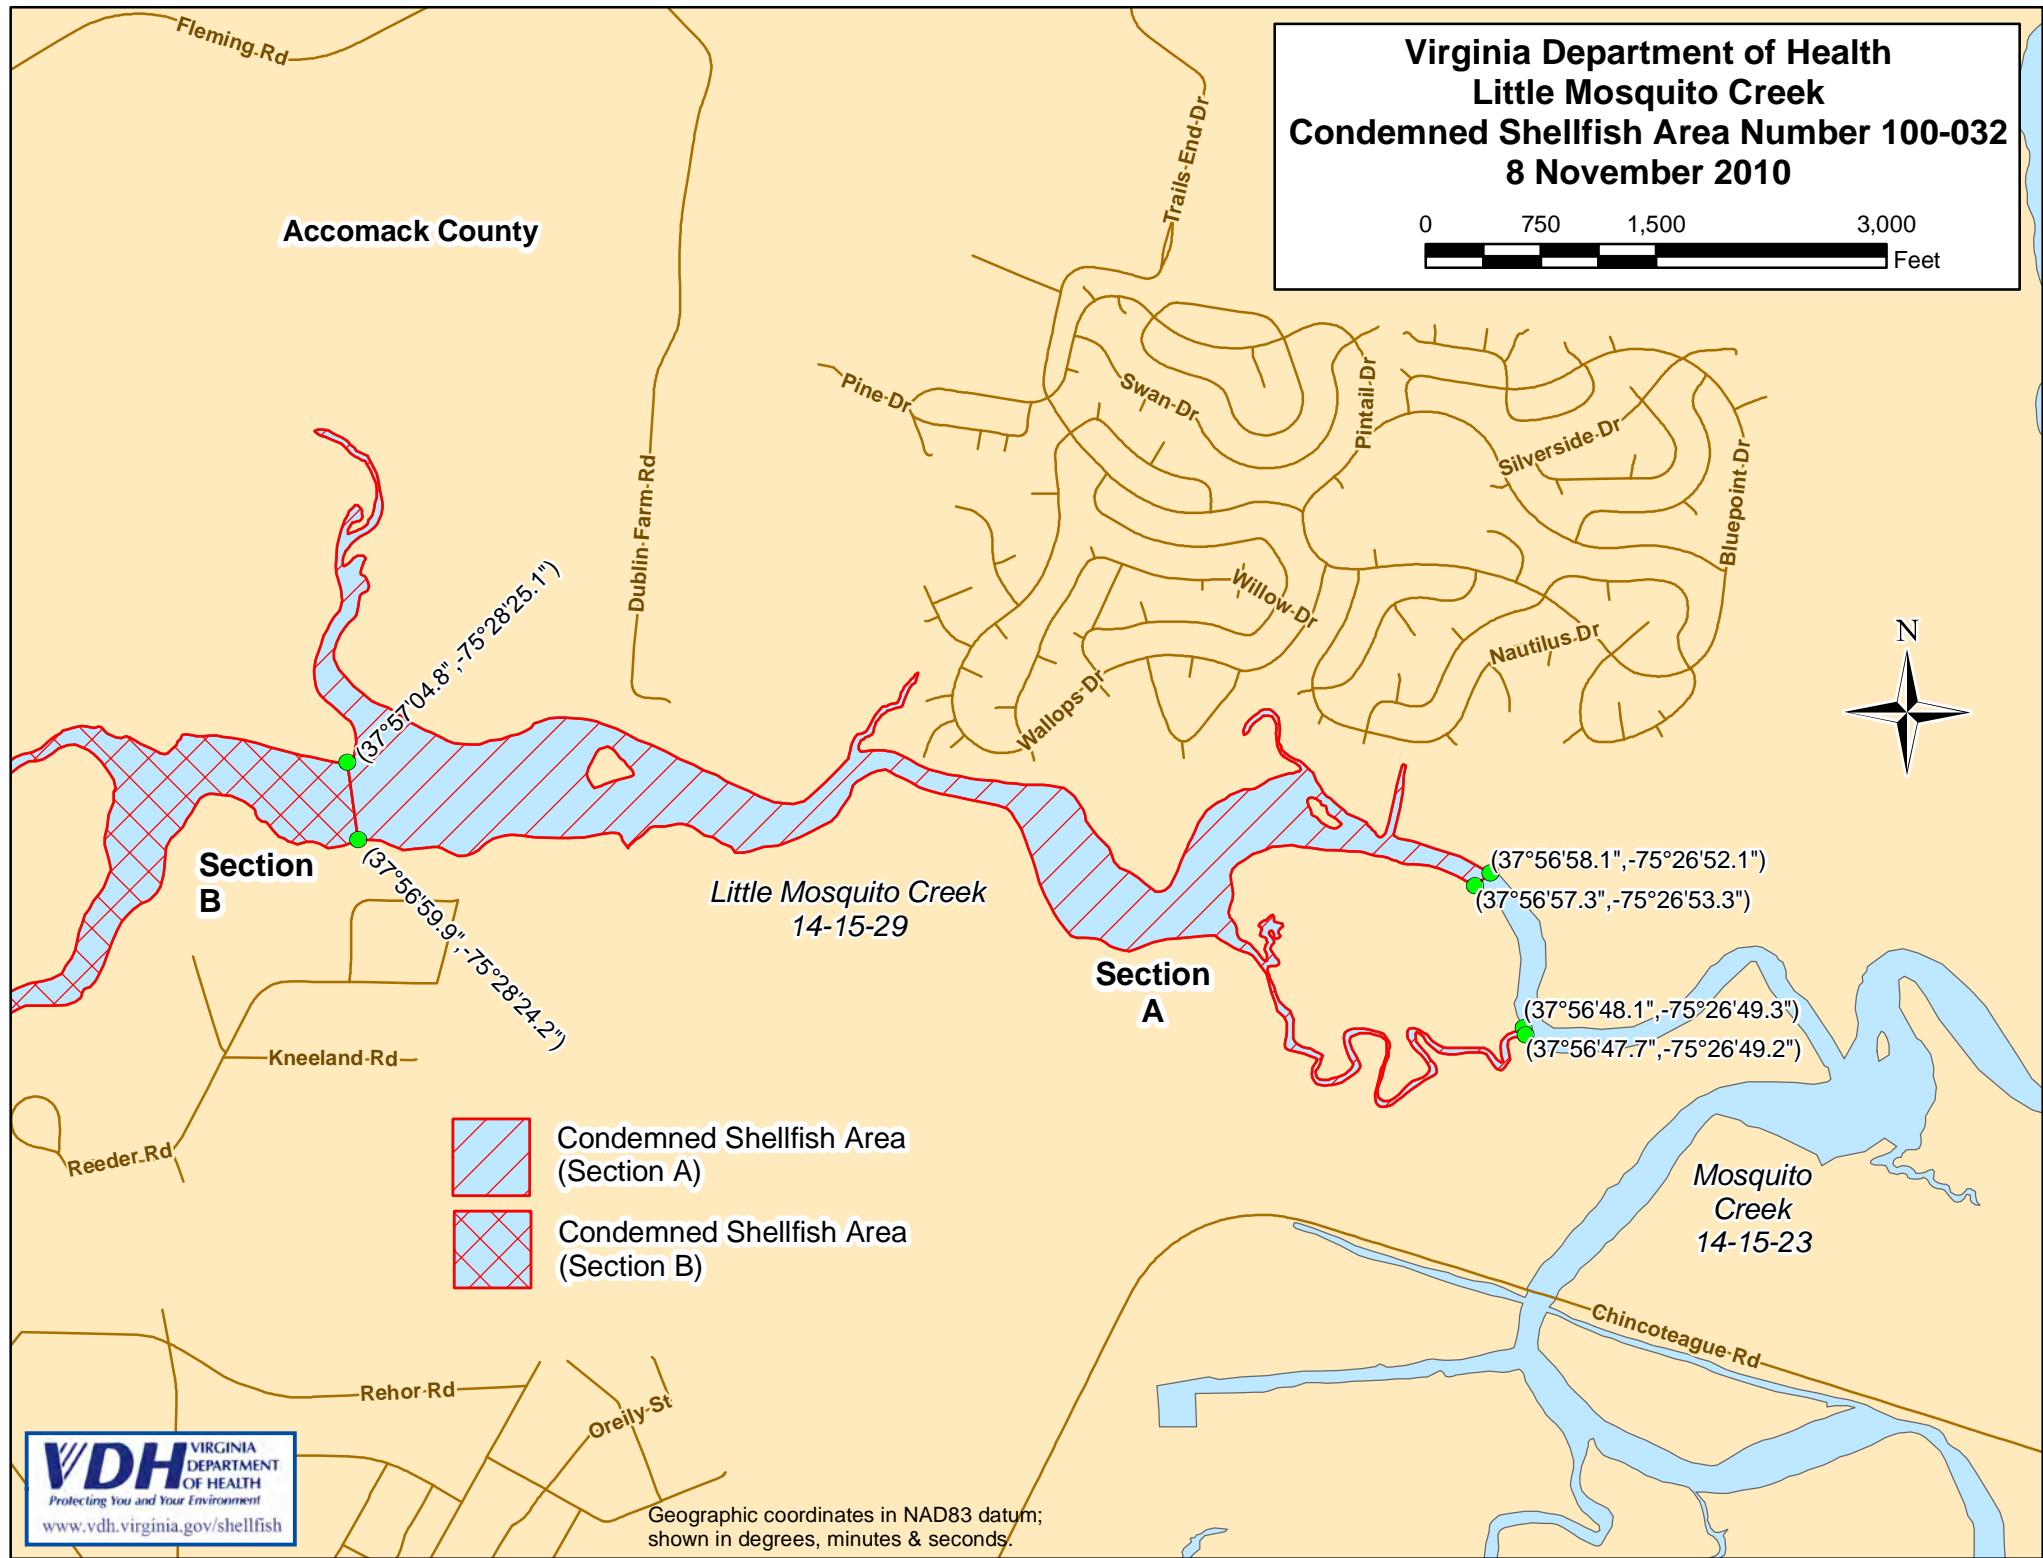 Virginia Department of Health
Little Mosquito Creek
Condemned Shellfish Area Number 100-032
8 November 2010
0 750 1,500 3,000
Feet
Fleming Rd
Trails End Dr
Accomack County
Pine Dr
Swan Dr
Pintail Dr
Silverside Dr
Bluepoint Dr
Dublin Farm Rd
Willow Dr
Nautilus Dr
Wallops Dr
N
(37°57'04.8",-75°28'25.1")
(37°56'59.9",-75°28'24.2")
Section
B
Little Mosquito Creek
14-15-29
(37°56'58.1",-75°26'52.1")
(37°56'57.3",-75°26'53.3")
Section
A
(37°56'48.1",-75°26'49.3")
(37°56'47.7",-75°26'49.2")
Kneeland Rd
Reeder Rd
Condemned Shellfish Area
(Section A)
Condemned Shellfish Area
(Section B)
Mosquito
Creek
14-15-23
Chincoteague Rd
Rehor Rd
Oreily St
VDH
VIRGINIA
DEPARTMENT
OF HEALTH
Protecting You and Your Environment
www.vdh.virginia.gov/shellfish
Geographic coordinates in NAD83 datum;
shown in degrees, minutes & seconds.